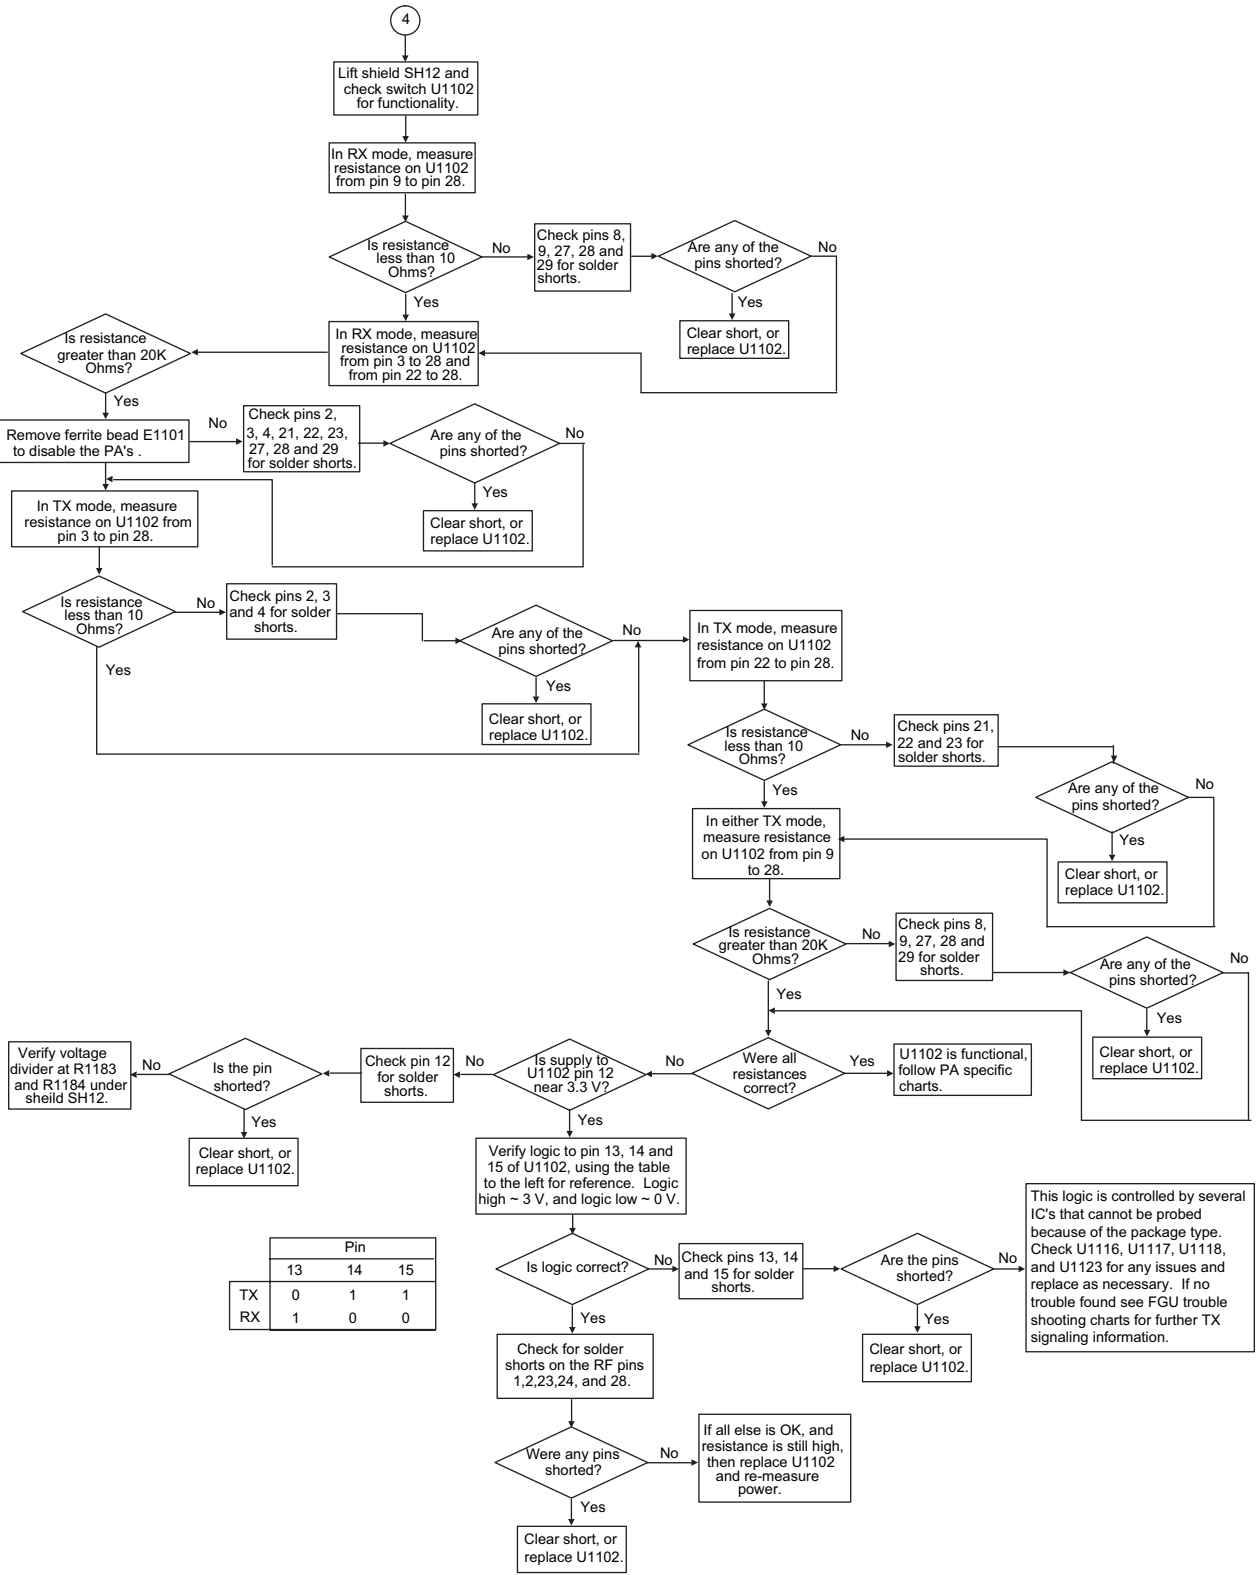 4
Lift shield SH12 and
check switch U1102
for functionality.
In RX mode, measure
resistance on U1102
from pin 9 to pin 28.
Is resistance
less than 10
Ohms?
No
Check pins 8,
9, 27, 28 and
29 for solder
shorts.
Are any of the
pins shorted?
No
Yes
Clear short, or
replace U1102.
Yes
In RX mode, measure
resistance on U1102
from pin 3 to 28 and
from pin 22 to 28.
Is resistance
greater than 20K
Ohms?
Yes
Remove ferrite bead E1101
to disable the PA's .
No
Check pins 2,
3, 4, 21, 22, 23,
27, 28 and 29
for solder shorts.
Are any of the
pins shorted?
No
Yes
Clear short, or
replace U1102.
In TX mode, measure
resistance on U1102 from
pin 3 to pin 28.
Is resistance
less than 10
Ohms?
No
Check pins 2, 3
and 4 for solder
shorts.
Are any of the
pins shorted?
No
Yes
Clear short, or
replace U1102.
Yes
In TX mode, measure
resistance on U1102
from pin 22 to pin 28.
Is resistance
less than 10
Ohms?
No
Check pins 21,
22 and 23 for
solder shorts.
Are any of the
pins shorted?
No
Yes
Clear short, or
replace U1102.
Yes
In either TX mode,
measure resistance
on U1102 from pin 9
to 28.
Is resistance
greater than 20K
Ohms?
No
Check pins 8,
9, 27, 28 and
29 for solder
shorts.
Are any of the
pins shorted?
No
Yes
Clear short, or
replace U1102.
Yes
Were all
resistances
correct?
Yes
U1102 is functional,
follow PA specific
charts.
No
Is supply to
U1102 pin 12
near 3.3 V?
No
Check pin 12
for solder
shorts.
Is the pin
shorted?
No
Verify voltage
divider at R1183
and R1184 under
sheild SH12.
Yes
Clear short, or
replace U1102.
Yes
Verify logic to pin 13, 14 and
15 of U1102, using the table
to the left for reference. Logic
high ~ 3 V, and logic low ~ 0 V.
Pin
13 14 15
TX 0 1 1
RX 1 0 0
Is logic correct?
No
Check pins 13, 14
and 15 for solder
shorts.
Are the pins
shorted?
No
This logic is controlled by several
IC's that cannot be probed
because of the package type.
Check U1116, U1117, U1118,
and U1123 for any issues and
replace as necessary. If no
trouble found see FGU trouble
shooting charts for further TX
signaling information.
Yes
Clear short, or
replace U1102.
Yes
Check for solder
shorts on the RF pins
1,2,23,24, and 28.
Were any pins
shorted?
No
If all else is OK, and
resistance is still high,
then replace U1102
and re-measure
power.
Yes
Clear short, or
replace U1102.